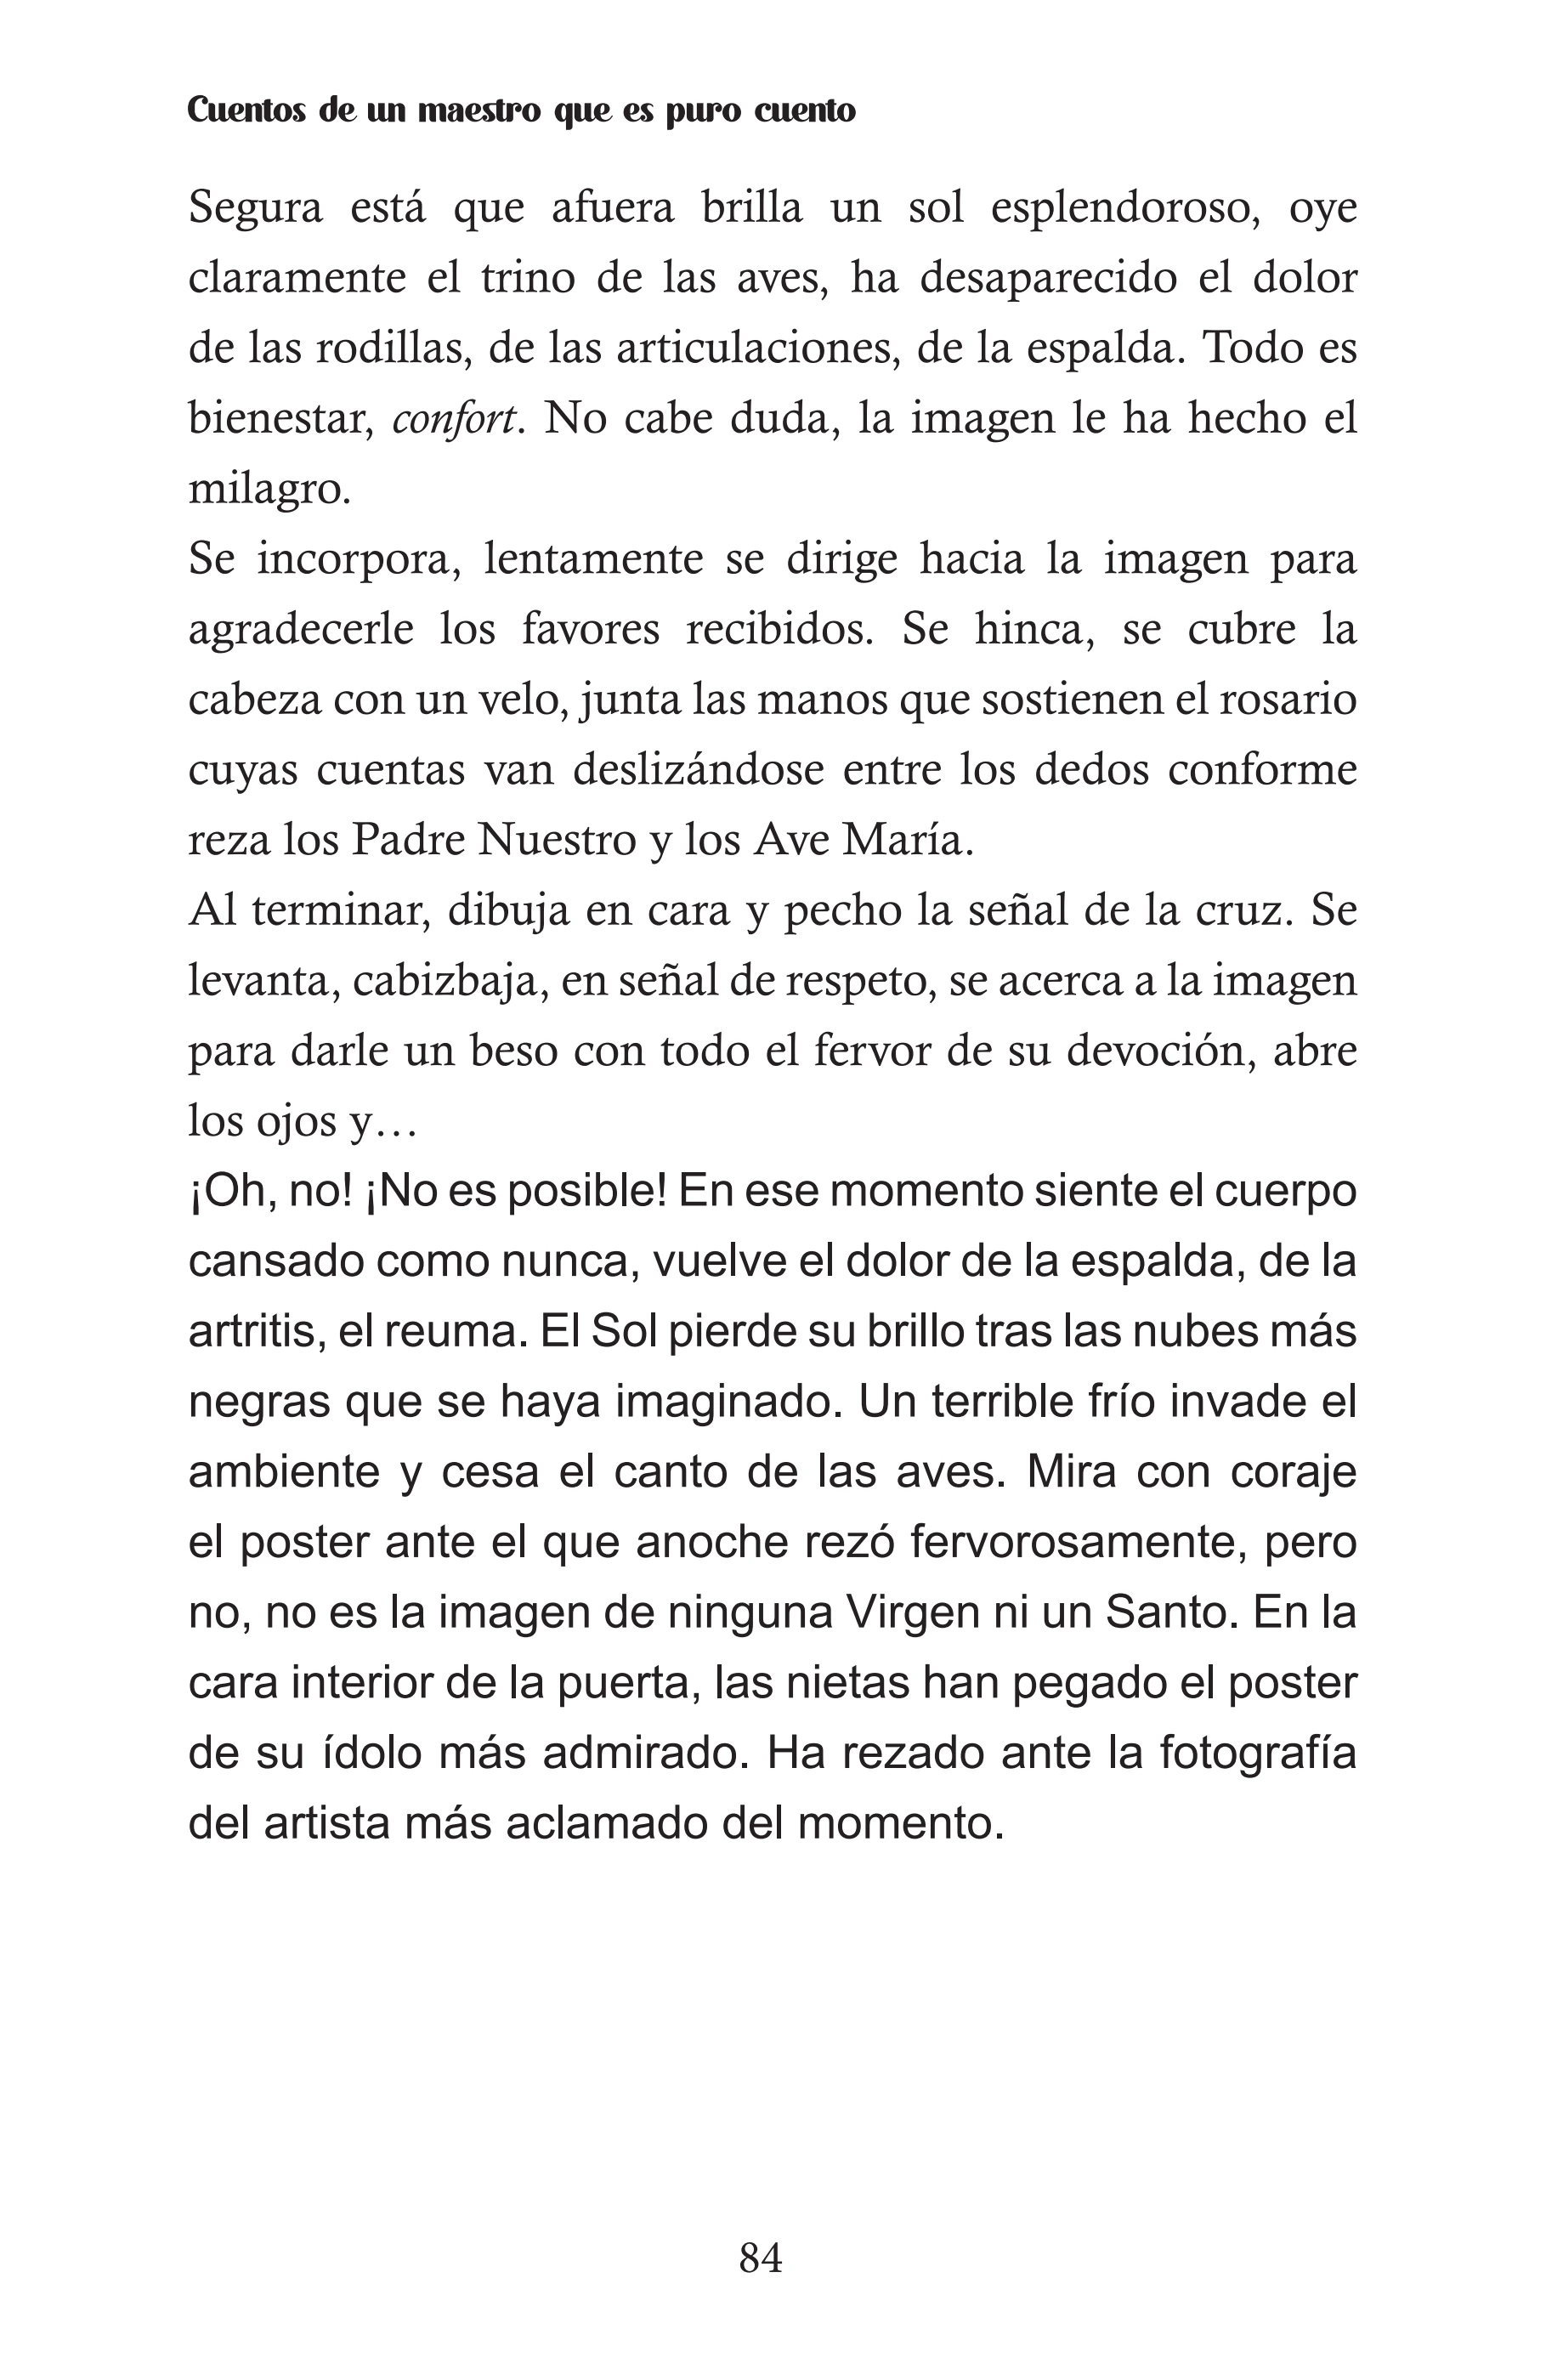 Cuentos de un maestro que es puro cuento
Segura está que afuera brilla un sol esplendoroso, oye
claramente el trino de las aves, ha desaparecido el dolor
de las rodillas, de las articulaciones, de la espalda. Todo es
bienestar, confort. No cabe duda, la imagen le ha hecho el
milagro.
Se incorpora, lentamente se dirige hacia la imagen para
agradecerle los favores recibidos. Se hinca, se cubre la
cabeza con un velo, junta las manos que sostienen el rosario
cuyas cuentas van deslizándose entre los dedos conforme
reza los Padre Nuestro y los Ave María.
Al terminar, dibuja en cara y pecho la señal de la cruz. Se
levanta, cabizbaja, en señal de respeto, se acerca a la imagen
para darle un beso con todo el fervor de su devoción, abre
los ojos y…
¡Oh, no! ¡No es posible! En ese momento siente el cuerpo
cansado como nunca, vuelve el dolor de la espalda, de la
artritis, el reuma. El Sol pierde su brillo tras las nubes más
negras que se haya imaginado. Un terrible frío invade el
ambiente y cesa el canto de las aves. Mira con coraje
el poster ante el que anoche rezó fervorosamente, pero
no, no es la imagen de ninguna Virgen ni un Santo. En la
cara interior de la puerta, las nietas han pegado el poster
de su ídolo más admirado. Ha rezado ante la fotografía
del artista más aclamado del momento.
84